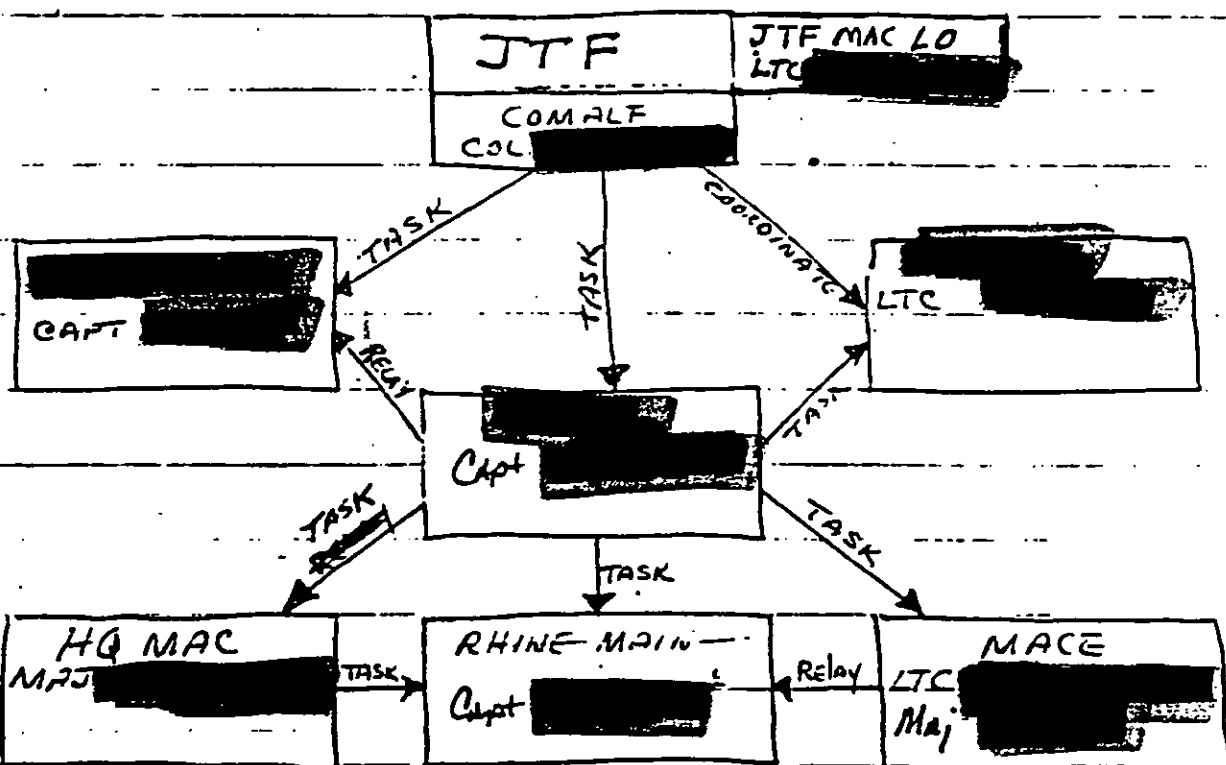 JTF
JTF MAC LO
LTC
COMALF
COL
TASK
TASK
COORDINATE
CAPT
LTC
RELAY
TASK
Capt
TASK
TASK
TASK
HQ MAC
MAJ
TASK
RHINE-MAIN
Capt
RELAY
MACE
LTC
Maj